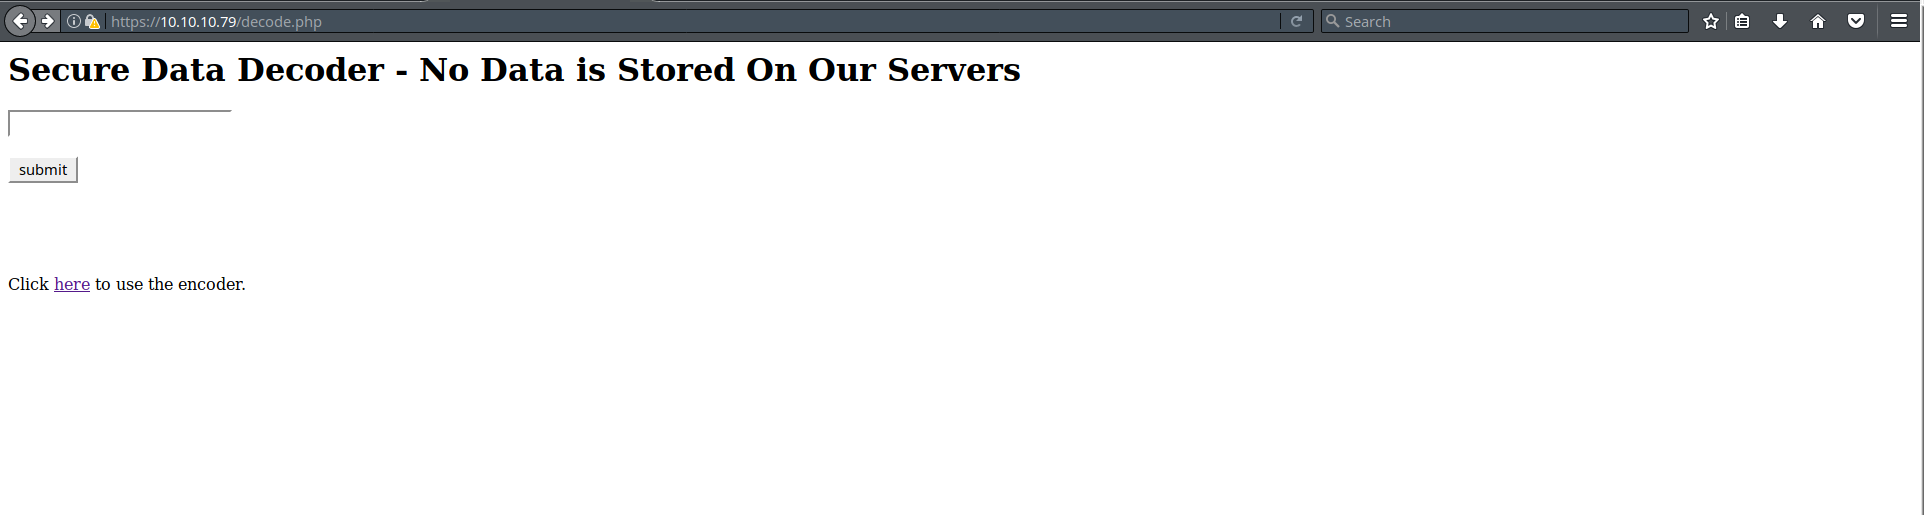 https://10.10.10.79/decode.php
Search
Secure Data Decoder - No Data is Stored On Our Servers
submit
Click here to use the encoder.